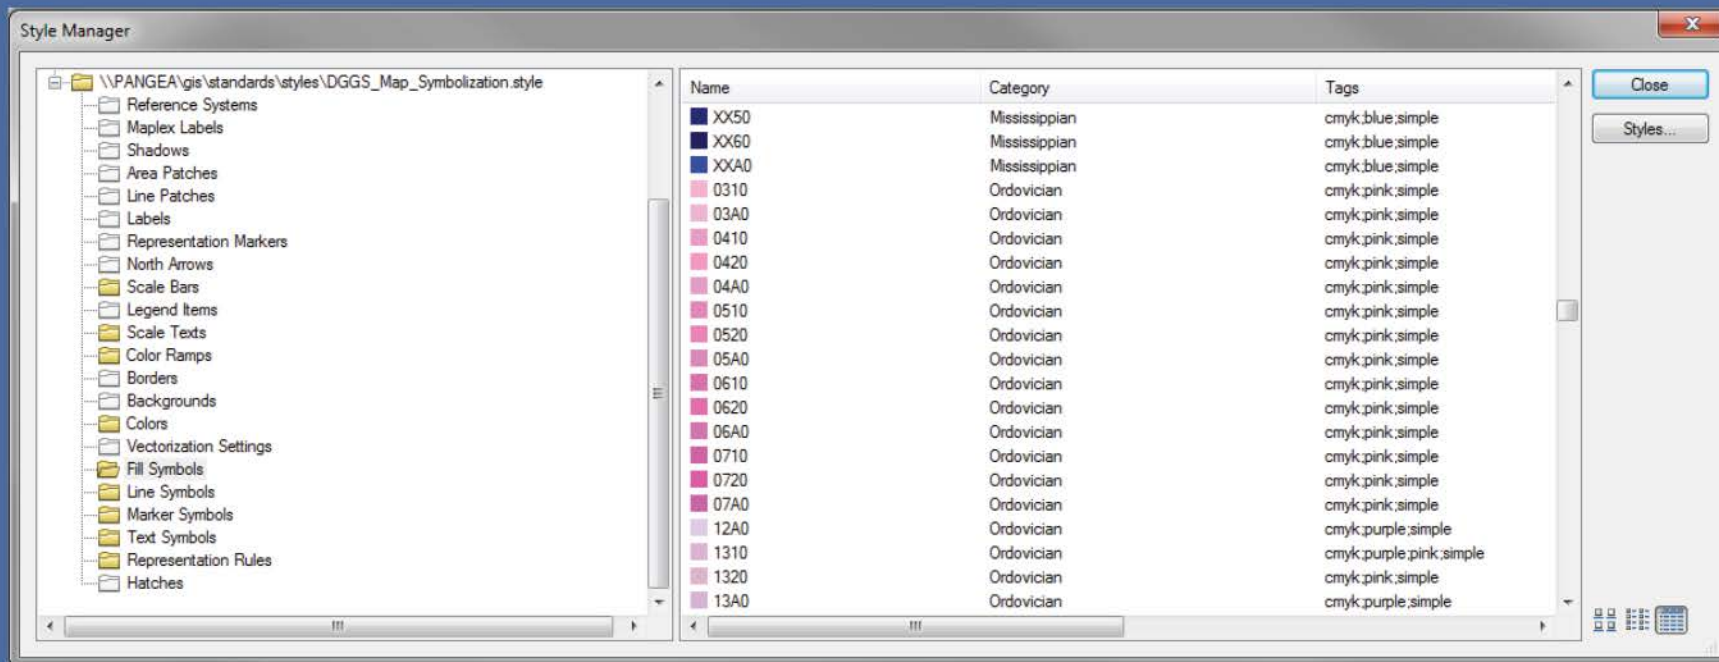 Style Manager
\\PANGEA\gis\standards\styles\DGGS_Map_Symbolization.style
Reference Systems
Maplex Labels
Shadows
Area Patches
Line Patches
Labels
Representation Markers
North Arrows
Scale Bars
Legend Items
Scale Texts
Color Ramps
Borders
Backgrounds
Colors
Vectorization Settings
Fill Symbols
Line Symbols
Marker Symbols
Text Symbols
Representation Rules
Hatches
Name Category Tags
XX50 Mississippian cmyk;blue;simple
XX60 Mississippian cmyk;blue;simple
XXA0 Mississippian cmyk;blue;simple
0310 Ordovician cmyk;pink;simple
03A0 Ordovician cmyk;pink;simple
0410 Ordovician cmyk;pink;simple
0420 Ordovician cmyk;pink;simple
04A0 Ordovician cmyk;pink;simple
0510 Ordovician cmyk;pink;simple
0520 Ordovician cmyk;pink;simple
05A0 Ordovician cmyk;pink;simple
0610 Ordovician cmyk;pink;simple
0620 Ordovician cmyk;pink;simple
06A0 Ordovician cmyk;pink;simple
0710 Ordovician cmyk;pink;simple
0720 Ordovician cmyk;pink;simple
07A0 Ordovician cmyk;pink;simple
12A0 Ordovician cmyk;purple;simple
1310 Ordovician cmyk;purple;pink;simple
1320 Ordovician cmyk;pink;simple
13A0 Ordovician cmyk;purple;simple
Close
Styles...